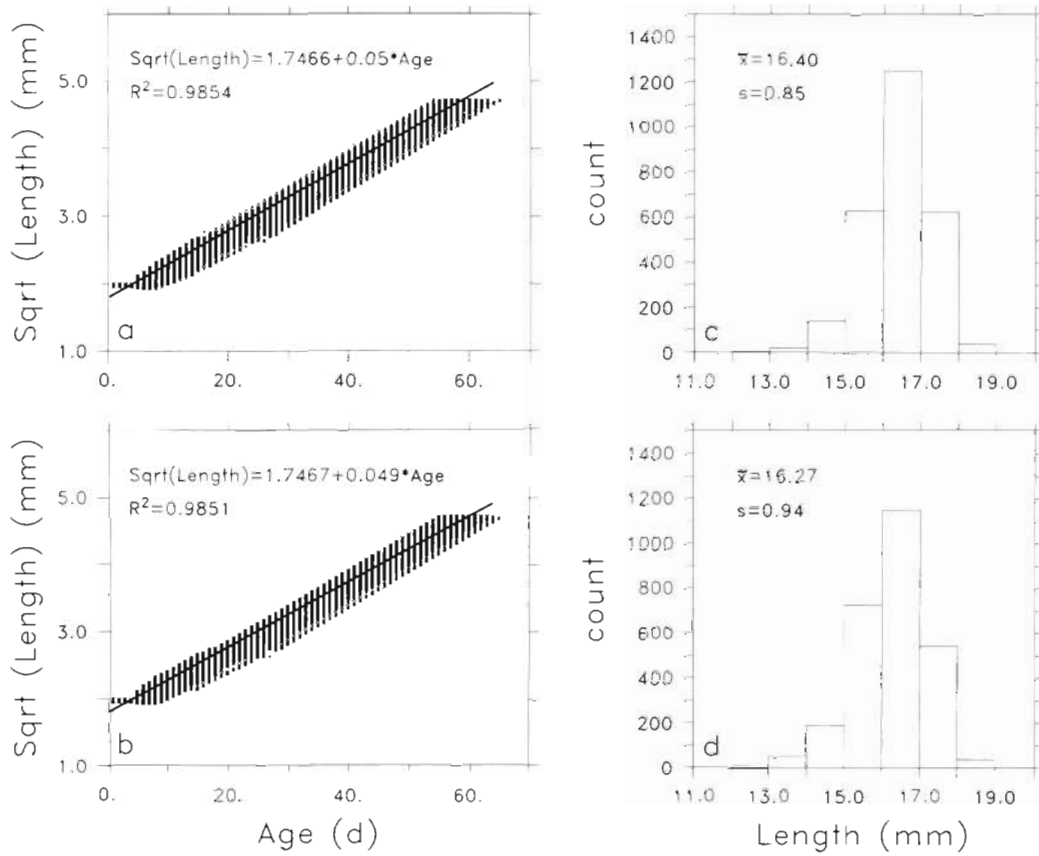 Sqrt (Length) (mm)
5.0
3.0
1.0
Sqrt(Length)=1.7466+0.05*Age
R²=0.9854
a
0. 20. 40. 60.
count
1400
1200
1000
800
600
400
200
0
x̄=16.40
s=0.85
c
11.0 13.0 15.0 17.0 19.0
Sqrt (Length) (mm)
5.0
3.0
1.0
Sqrt(Length)=1.7467+0.049*Age
R²=0.9851
b
0. 20. 40. 60.
Age (d)
count
1400
1200
1000
800
600
400
200
0
x̄=16.27
s=0.94
d
11.0 13.0 15.0 17.0 19.0
Length (mm)